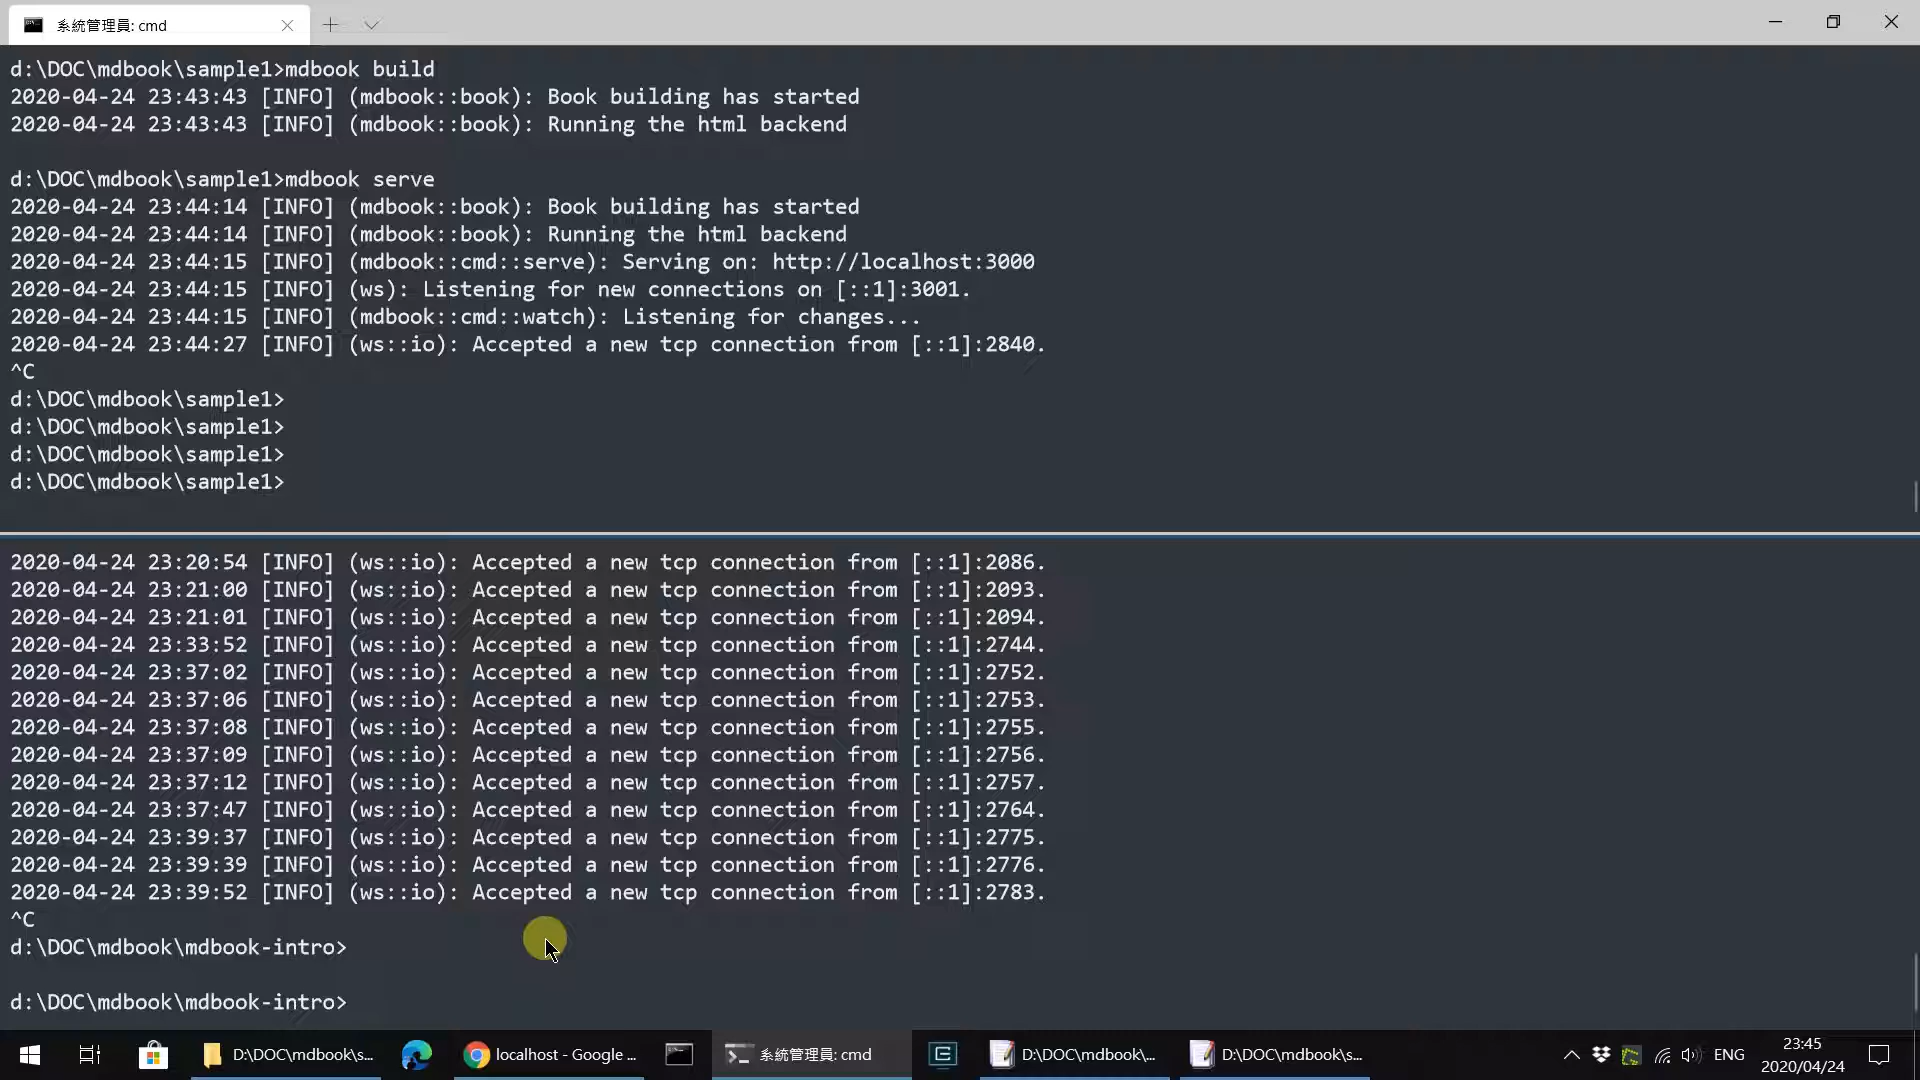 系統管理員: cmd
d:\DOC\mdbook\sample1>mdbook build
2020-04-24 23:43:43 [INFO] (mdbook::book): Book building has started
2020-04-24 23:43:43 [INFO] (mdbook::book): Running the html backend
d:\DOC\mdbook\sample1>mdbook serve
2020-04-24 23:44:14 [INFO] (mdbook::book): Book building has started
2020-04-24 23:44:14 [INFO] (mdbook::book): Running the html backend
2020-04-24 23:44:15 [INFO] (mdbook::cmd::serve): Serving on: http://localhost:3000
2020-04-24 23:44:15 [INFO] (ws): Listening for new connections on [::1]:3001.
2020-04-24 23:44:15 [INFO] (mdbook::cmd::watch): Listening for changes...
2020-04-24 23:44:27 [INFO] (ws::io): Accepted a new tcp connection from [::1]:2840.
^C
d:\DOC\mdbook\sample1>
d:\DOC\mdbook\sample1>
d:\DOC\mdbook\sample1>
d:\DOC\mdbook\sample1>
2020-04-24 23:20:54 [INFO] (ws::io): Accepted a new tcp connection from [::1]:2086.
2020-04-24 23:21:00 [INFO] (ws::io): Accepted a new tcp connection from [::1]:2093.
2020-04-24 23:21:01 [INFO] (ws::io): Accepted a new tcp connection from [::1]:2094.
2020-04-24 23:33:52 [INFO] (ws::io): Accepted a new tcp connection from [::1]:2744.
2020-04-24 23:37:02 [INFO] (ws::io): Accepted a new tcp connection from [::1]:2752.
2020-04-24 23:37:06 [INFO] (ws::io): Accepted a new tcp connection from [::1]:2753.
2020-04-24 23:37:08 [INFO] (ws::io): Accepted a new tcp connection from [::1]:2755.
2020-04-24 23:37:09 [INFO] (ws::io): Accepted a new tcp connection from [::1]:2756.
2020-04-24 23:37:12 [INFO] (ws::io): Accepted a new tcp connection from [::1]:2757.
2020-04-24 23:37:47 [INFO] (ws::io): Accepted a new tcp connection from [::1]:2764.
2020-04-24 23:39:37 [INFO] (ws::io): Accepted a new tcp connection from [::1]:2775.
2020-04-24 23:39:39 [INFO] (ws::io): Accepted a new tcp connection from [::1]:2776.
2020-04-24 23:39:52 [INFO] (ws::io): Accepted a new tcp connection from [::1]:2783.
^C
d:\DOC\mdbook\mdbook-intro>
d:\DOC\mdbook\mdbook-intro>
D:\DOC\mdbook\s... localhost - Google ... 系統管理員: cmd D:\DOC\mdbook\... D:\DOC\mdbook\s... ENG 23:45
2020/04/24